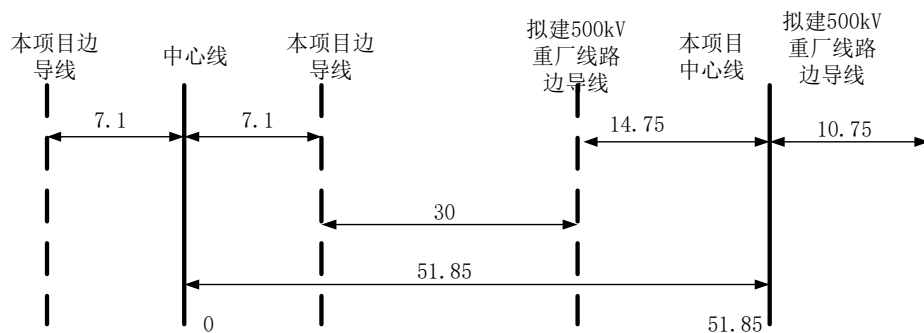 本项目边
导线
中心线
本项目边
导线
拟建500kV
重厂线路
边导线
本项目
中心线
拟建500kV
重厂线路
边导线
7.1
7.1
14.75
10.75
30
51.85
0
51.85